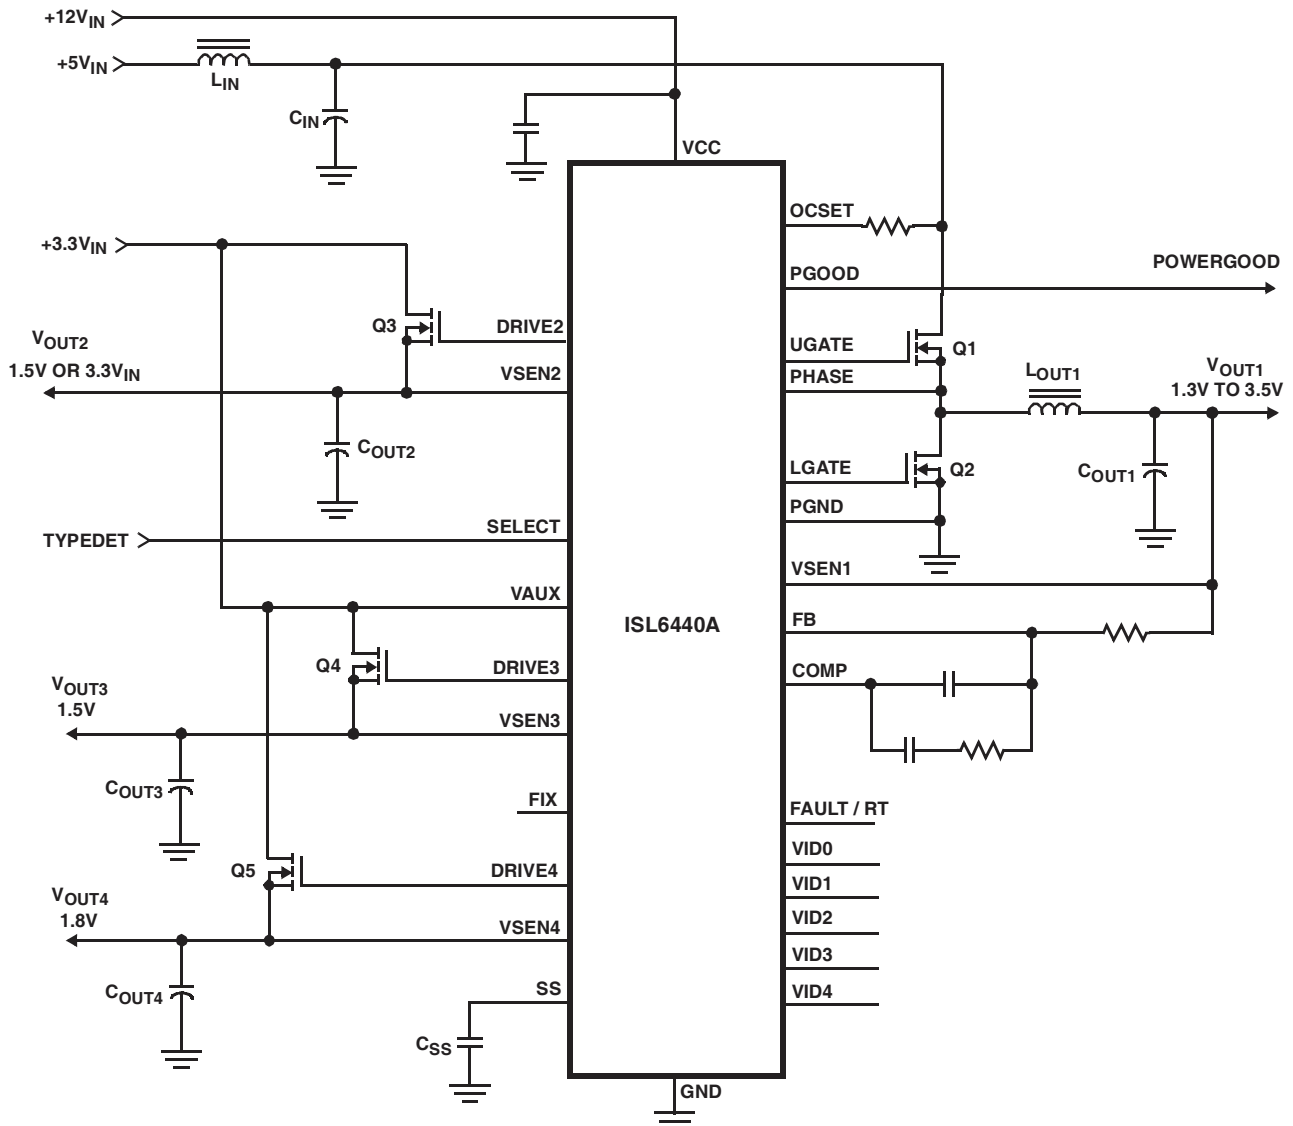 +12VIN
+5VIN
LIN
CIN
VCC
OCSET
+3.3VIN
PGOOD
POWERGOOD
Q3
DRIVE2
VOUT2
1.5V OR 3.3VIN
VSEN2
UGATE
Q1
PHASE
LOUT1
VOUT1
1.3V TO 3.5V
COUT2
LGATE
Q2
COUT1
PGND
TYPEDET
SELECT
VSEN1
VAUX
ISL6440A
FB
Q4
DRIVE3
COMP
VOUT3
1.5V
VSEN3
COUT3
FIX
FAULT / RT
VID0
Q5
DRIVE4
VID1
VOUT4
1.8V
VSEN4
VID2
VID3
COUT4
SS
VID4
CSS
GND